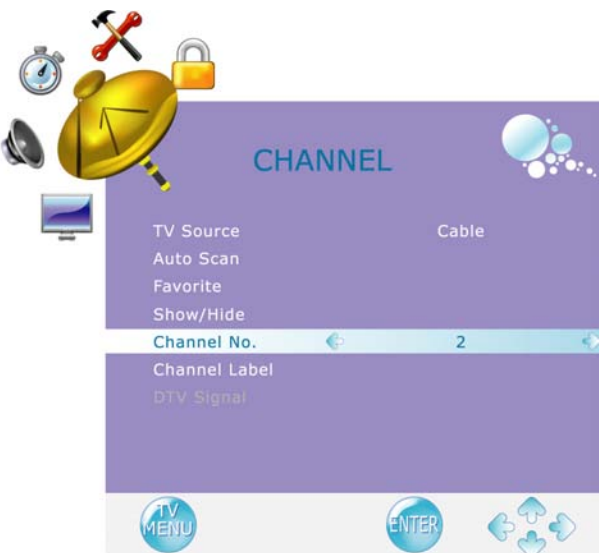 CHANNEL
TV Source Cable
Auto Scan
Favorite
Show/Hide
Channel No. 2
Channel Label
DTV Signal
TV
MENU
ENTER